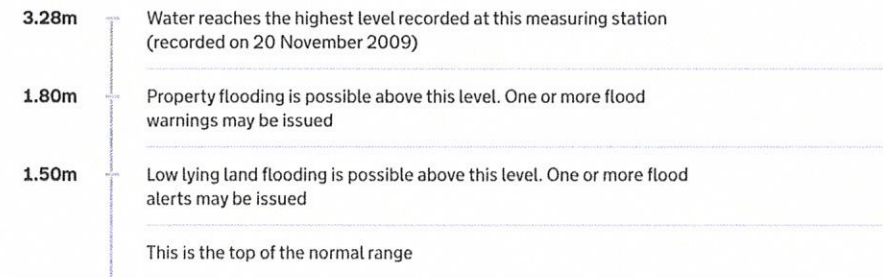 3.28m Water reaches the highest level recorded at this measuring station
(recorded on 20 November 2009)
1.80m Property flooding is possible above this level. One or more flood
warnings may be issued
1.50m Low lying land flooding is possible above this level. One or more flood
alerts may be issued
This is the top of the normal range